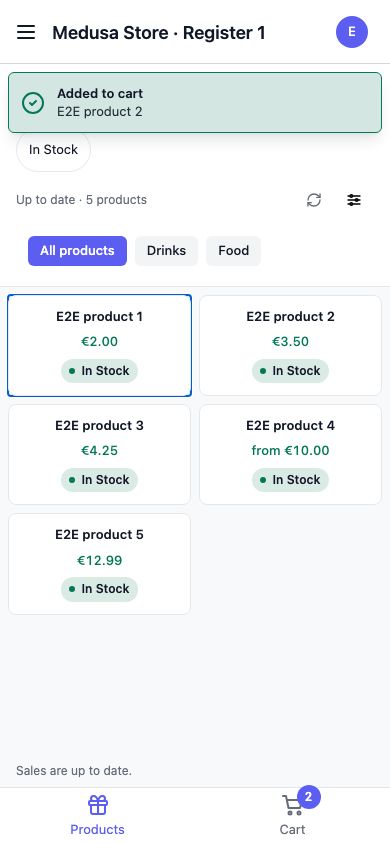 Medusa Store · Register 1
E
Added to cart
E2E product 2
In Stock
Up to date · 5 products
All products
Drinks
Food
E2E product 1
€2.00
In Stock
E2E product 2
€3.50
In Stock
E2E product 3
€4.25
In Stock
E2E product 4
from €10.00
In Stock
E2E product 5
€12.99
In Stock
Sales are up to date.
Products
2
Cart